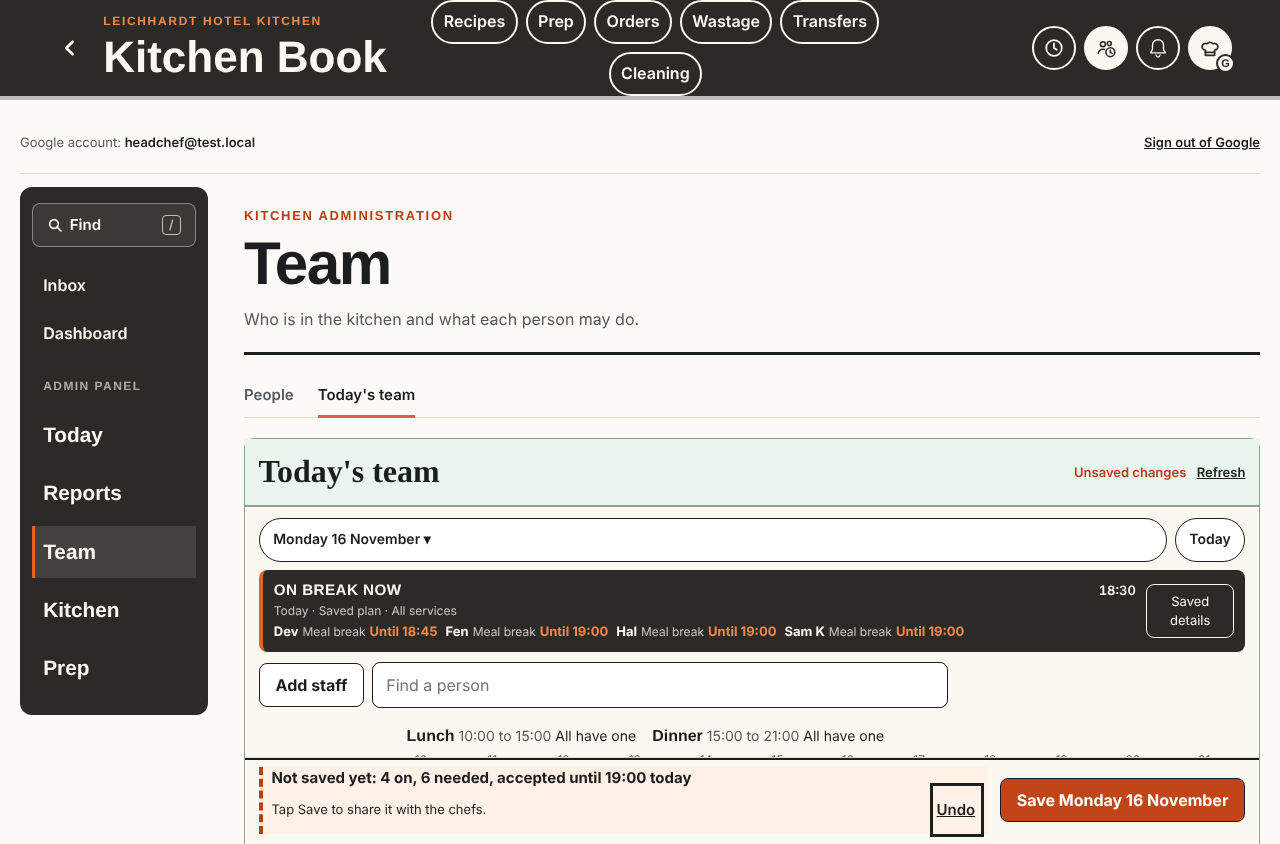 LEICHHARDT HOTEL KITCHEN
Kitchen Book
Recipes Prep Orders Wastage Transfers
Cleaning
G
Google account: headchef@test.local
Sign out of Google
Find /
Inbox
Dashboard
ADMIN PANEL
Today
Reports
Team
Kitchen
Prep
KITCHEN ADMINISTRATION
Team
Who is in the kitchen and what each person may do.
People Today's team
Today's team
Unsaved changes Refresh
Monday 16 November ▾ Today
ON BREAK NOW
18:30
Saved details
Today · Saved plan · All services
Dev Meal break Until 18:45 Fen Meal break Until 19:00 Hal Meal break Until 19:00 Sam K Meal break Until 19:00
Add staff Find a person
Lunch 10:00 to 15:00 All have one Dinner 15:00 to 21:00 All have one
Not saved yet: 4 on, 6 needed, accepted until 19:00 today
Tap Save to share it with the chefs.
Undo
Save Monday 16 November